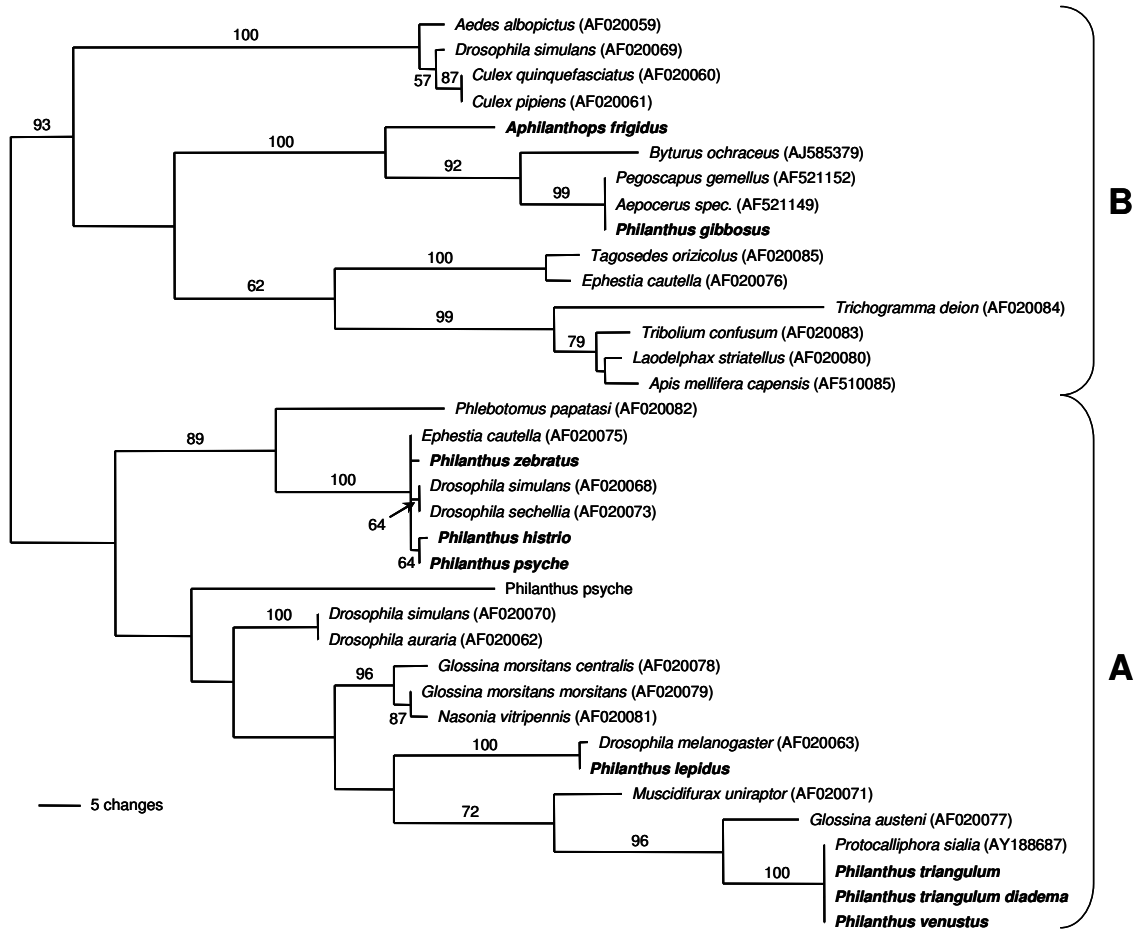 Aedes albopictus (AF020059)
100
Drosophila simulans (AF020069)
57 87 Culex quinquefasciatus (AF020060)
Culex pipiens (AF020061)
93
Aphilanthops frigidus
100
Byturus ochraceus (AJ585379)
92
Pegoscapus gemellus (AF521152)
99
Aepocerus spec. (AF521149)
B
Philanthus gibbosus
Tagosedes orizicolus (AF020085)
100
Ephestia cautella (AF020076)
62
Trichogramma deion (AF020084)
99
Tribolium confusum (AF020083)
79
Laodelphax striatellus (AF020080)
Apis mellifera capensis (AF510085)
Phlebotomus papatasi (AF020082)
89
Ephestia cautella (AF020075)
Philanthus zebratus
100
Drosophila simulans (AF020068)
Drosophila sechellia (AF020073)
64
Philanthus histrio
64 Philanthus psyche
Philanthus psyche
100
Drosophila simulans (AF020070)
Drosophila auraria (AF020062)
Glossina morsitans centralis (AF020078)
A
96
Glossina morsitans morsitans (AF020079)
87 Nasonia vitripennis (AF020081)
Drosophila melanogaster (AF020063)
100
Philanthus lepidus
Muscidifurax uniraptor (AF020071)
5 changes
72
Glossina austeni (AF020077)
96
Protocalliphora sialia (AY188687)
100
Philanthus triangulum
Philanthus triangulum diadema
Philanthus venustus